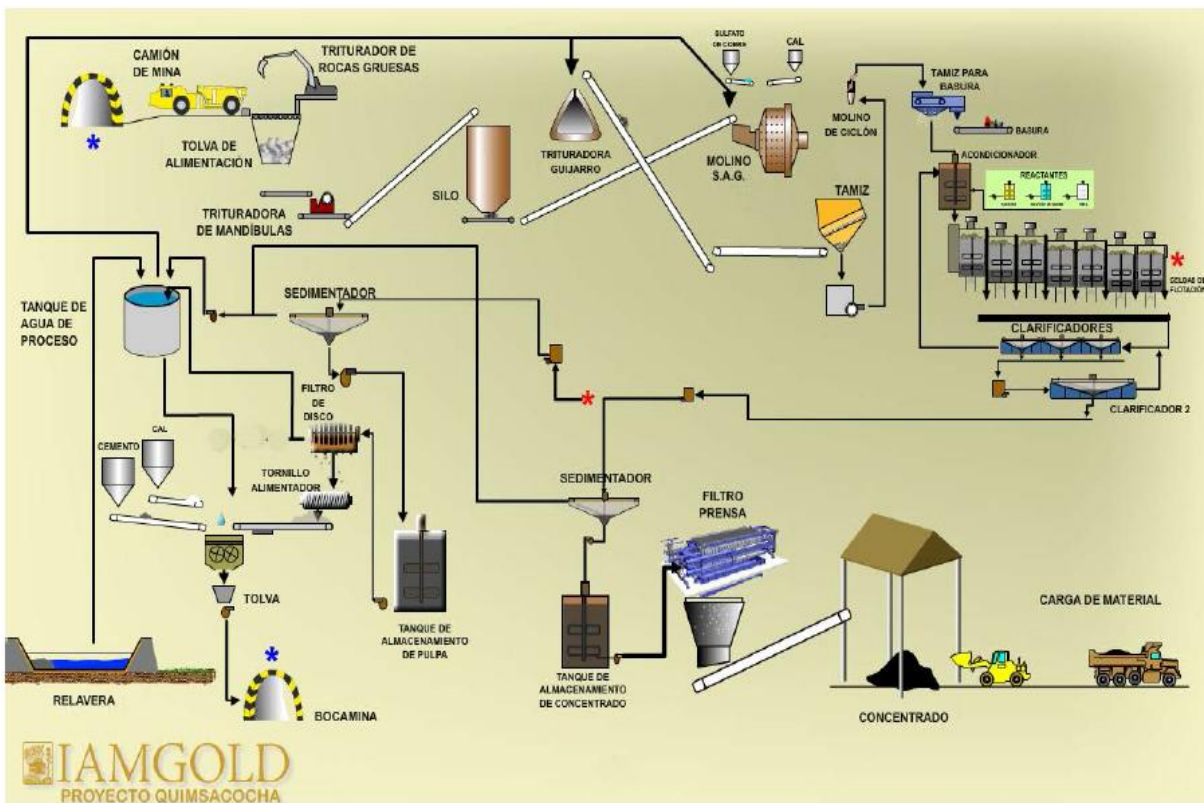 CAMIÓN
DE MINA
TRITURADOR DE
ROCAS GRUESAS
TOLVA DE
ALIMENTACIÓN
TRITURADORA
DE MANDÍBULAS
SILO
TRITURADORA
GUIJARRO
SULFATO
DE COBRE
CAL
MOLINO
S.A.G.
MOLINO
DE CICLÓN
TAMIZ PARA
BASURA
BASURA
TAMIZ
ACONDICIONADOR
REACTANTES
CELDAS DE
FLOTACIÓN
CLARIFICADORES
CLARIFICADOR 2
TANQUE DE
AGUA DE
PROCESO
SEDIMENTADOR
FILTRO
DE
DISCO
CAL
CEMENTO
TORNILLO
ALIMENTADOR
TOLVA
TANQUE DE
ALMACENAMIENTO
DE PULPA
SEDIMENTADOR
FILTRO
PRENSA
TANQUE DE
ALMACENAMIENTO
DE CONCENTRADO
CARGA DE MATERIAL
CONCENTRADO
RELAVERA
BOCAMINA
IAMGOLD
PROYECTO QUIMSACOCHA